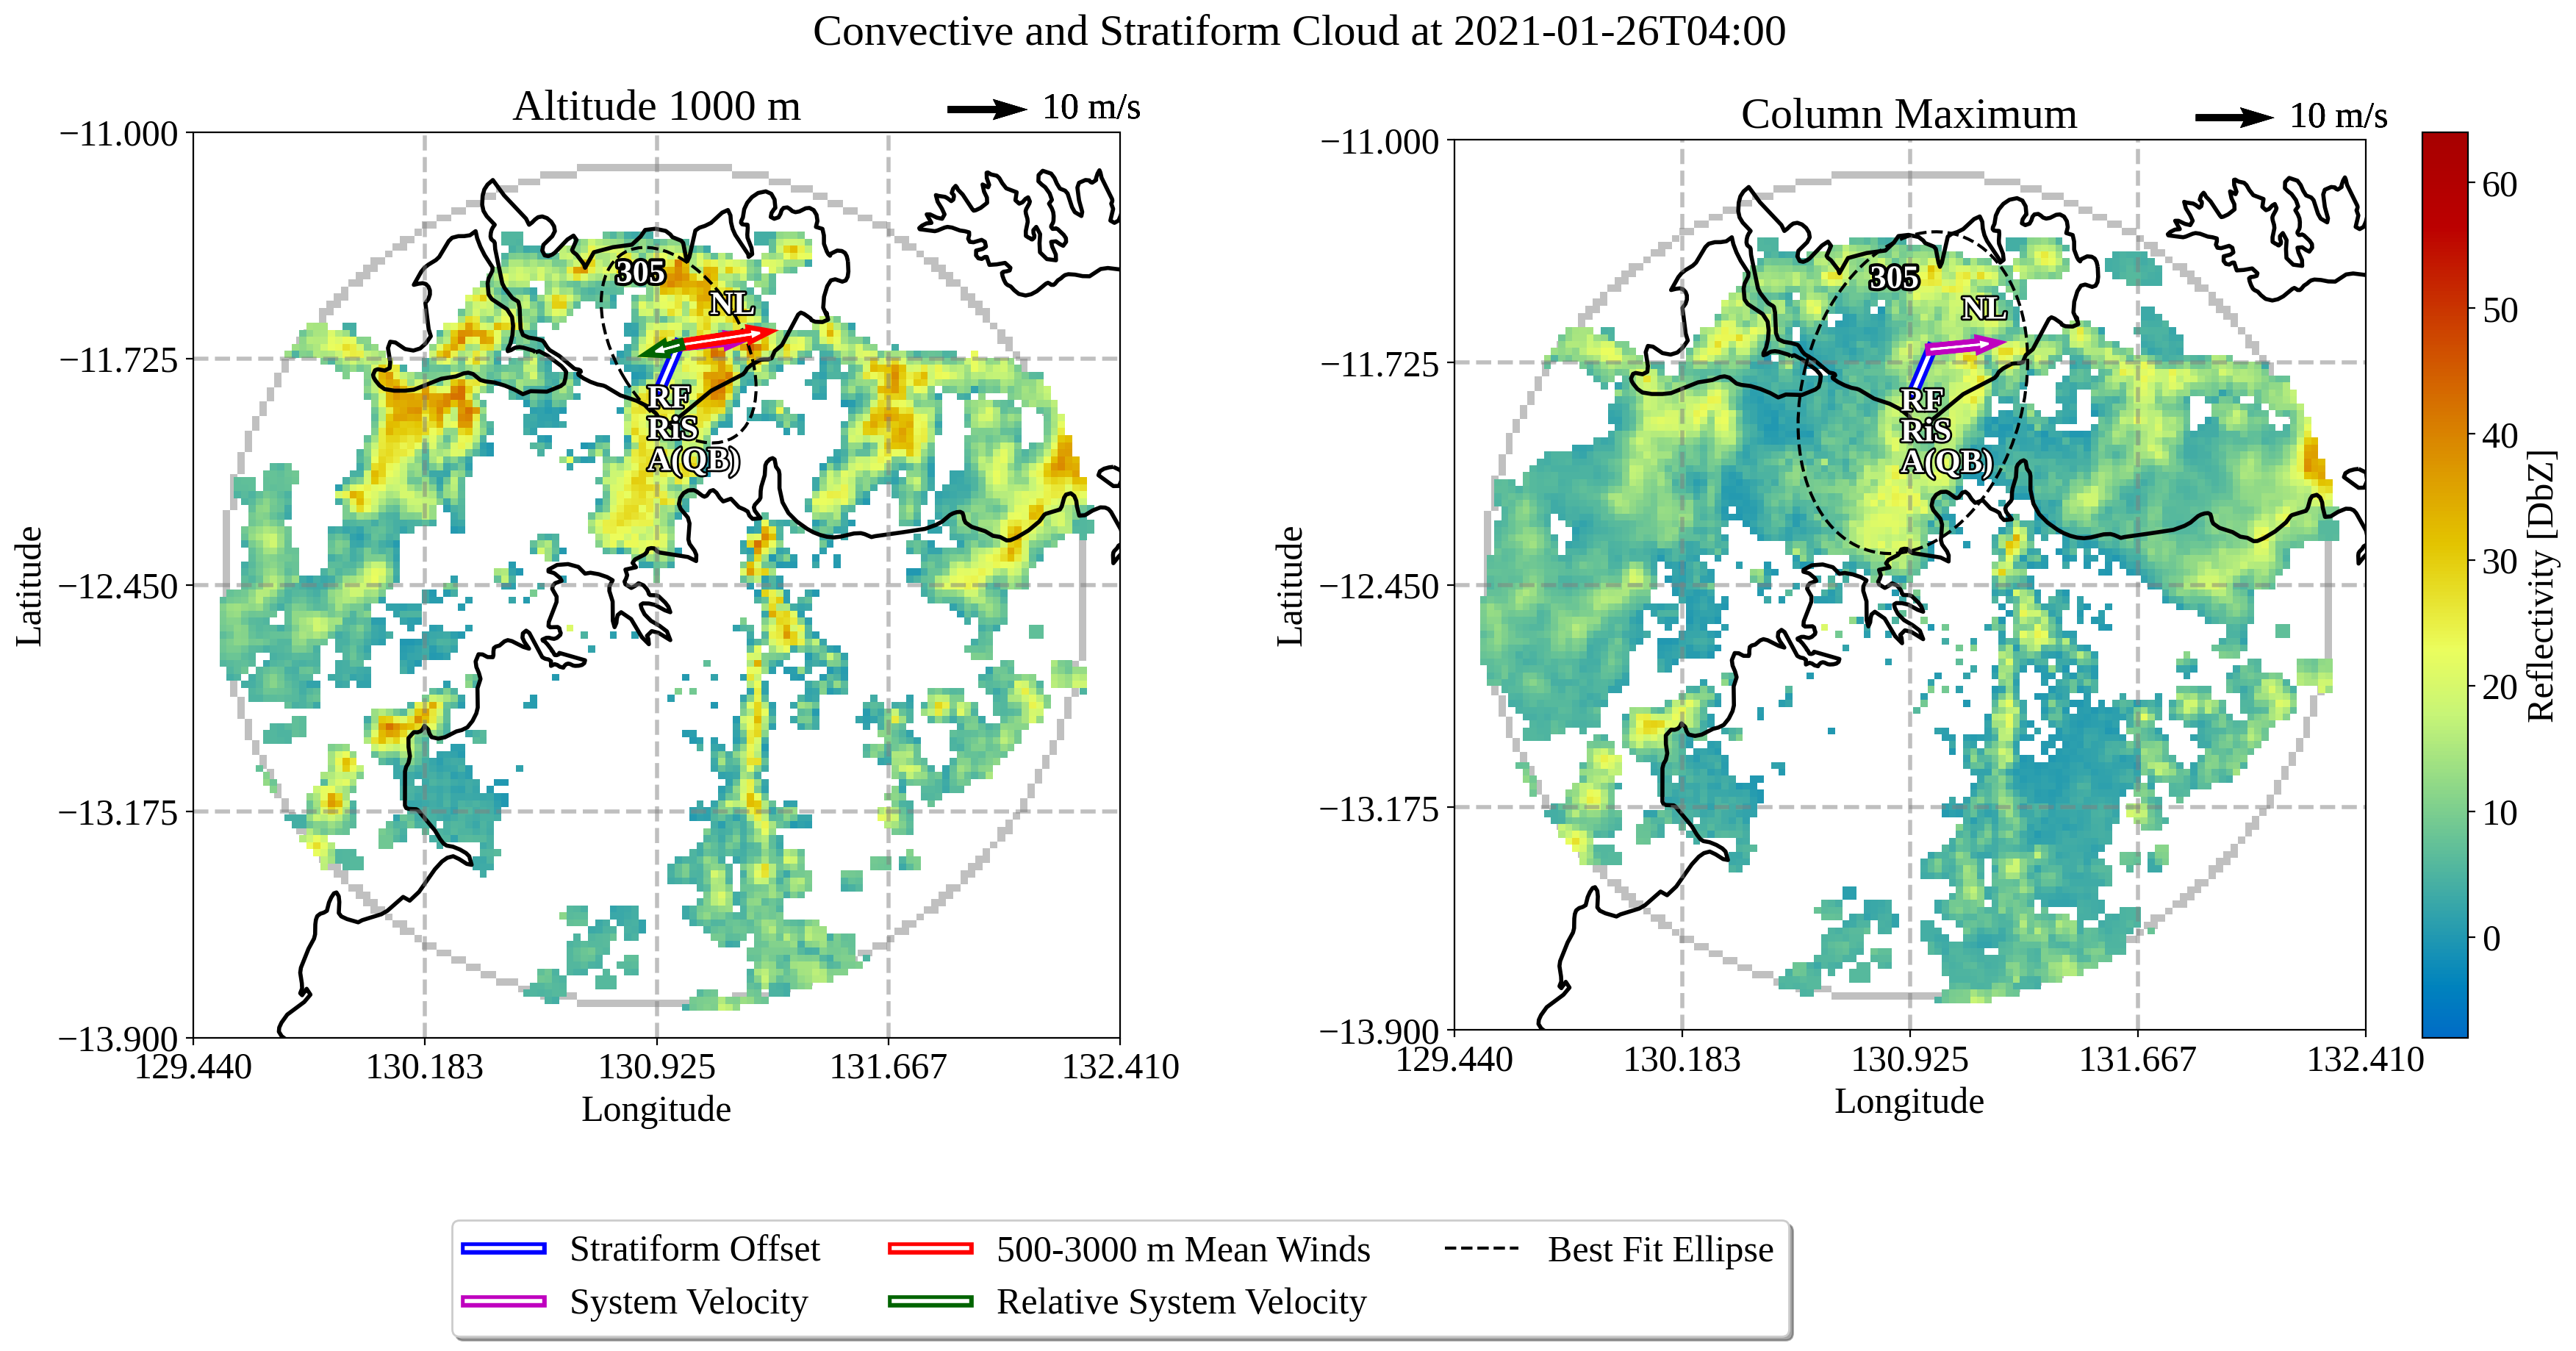 Convective and Stratiform Cloud at 2021-01-26T04:00
Altitude 1000 m
10 m/s
−11.000
−11.725
−12.450
−13.175
−13.900
Latitude
129.440
130.183
130.925
131.667
132.410
Longitude
305
NL
RF
RiS
A(QB)
Column Maximum
10 m/s
−11.000
−11.725
−12.450
−13.175
−13.900
Latitude
129.440
130.183
130.925
131.667
132.410
Longitude
305
NL
RF
RiS
A(QB)
60
50
40
30
20
10
0
Reflectivity [DbZ]
Stratiform Offset
500-3000 m Mean Winds
Best Fit Ellipse
System Velocity
Relative System Velocity